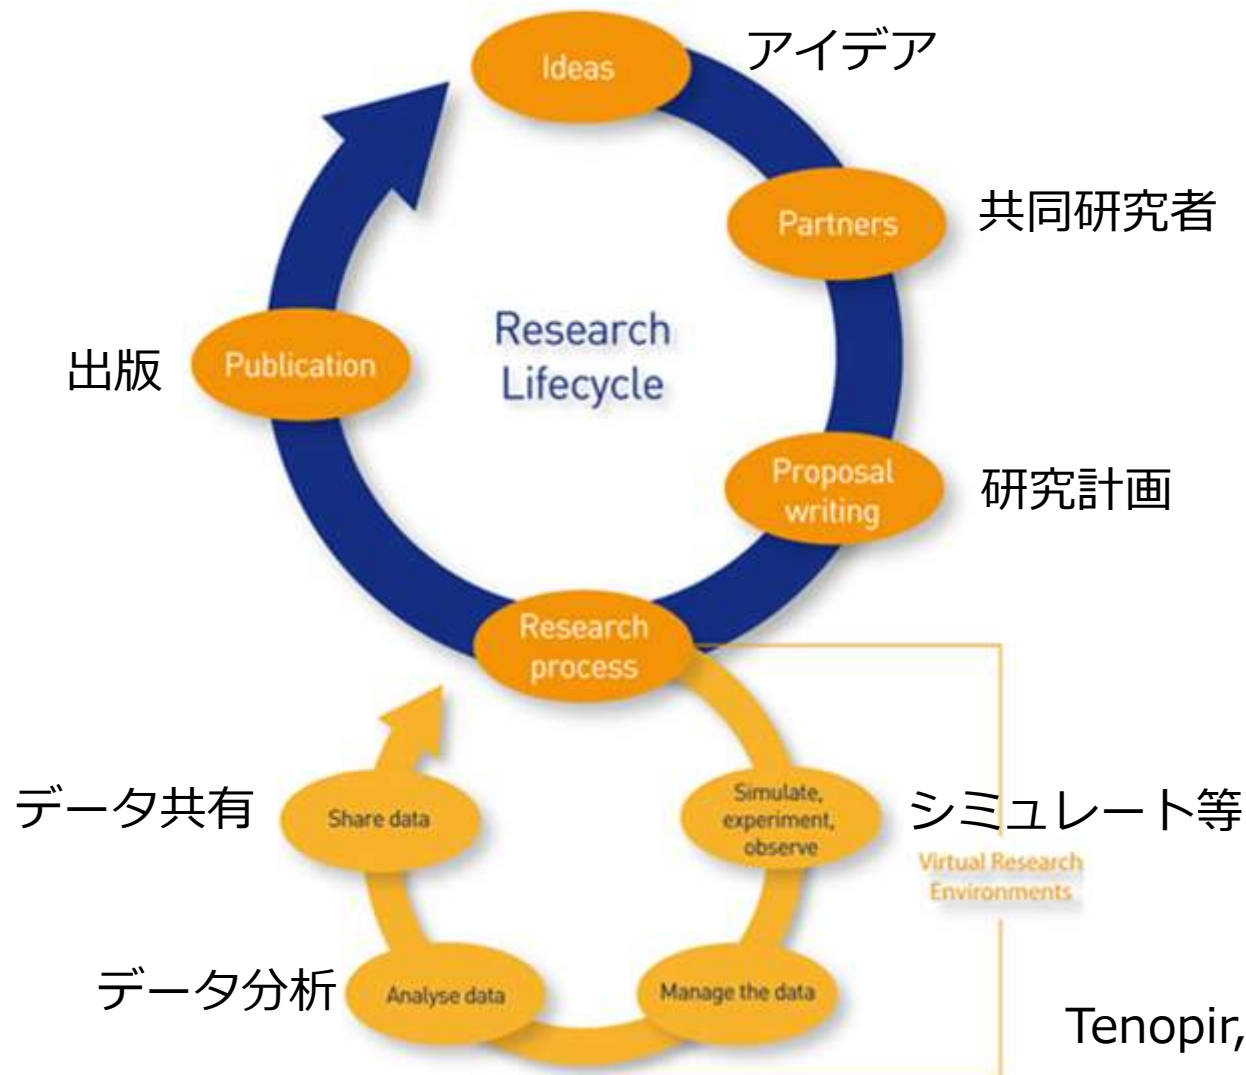 Ideas
アイデア
Partners
共同研究者
Research
Lifecycle
出版
Publication
Proposal
writing
研究計画
Research
process
データ共有
Share data
Simulate,
experiment,
observe
シミュレート等
Virtual Research
Environments
データ分析
Analyse data
Manage the data
Tenopir,